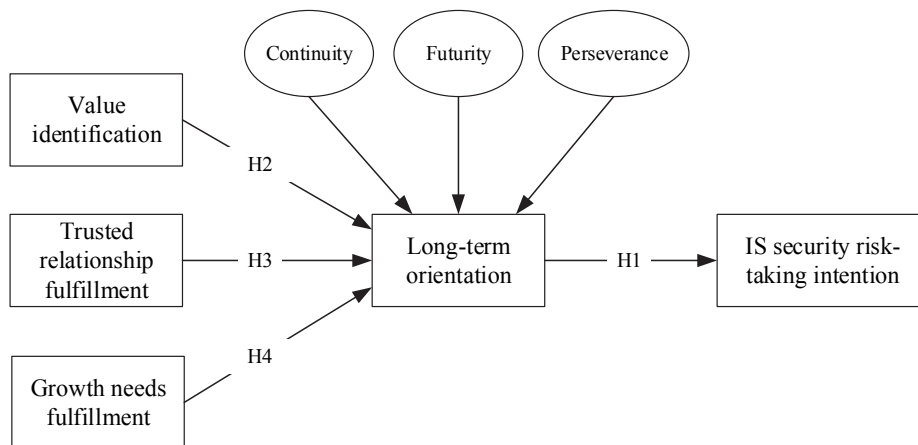 Continuity
Futurity
Perseverance
Value
identification
H2
Trusted
relationship
fulfillment
H3
Long-term
orientation
H1
IS security risk-
taking intention
H4
Growth needs
fulfillment